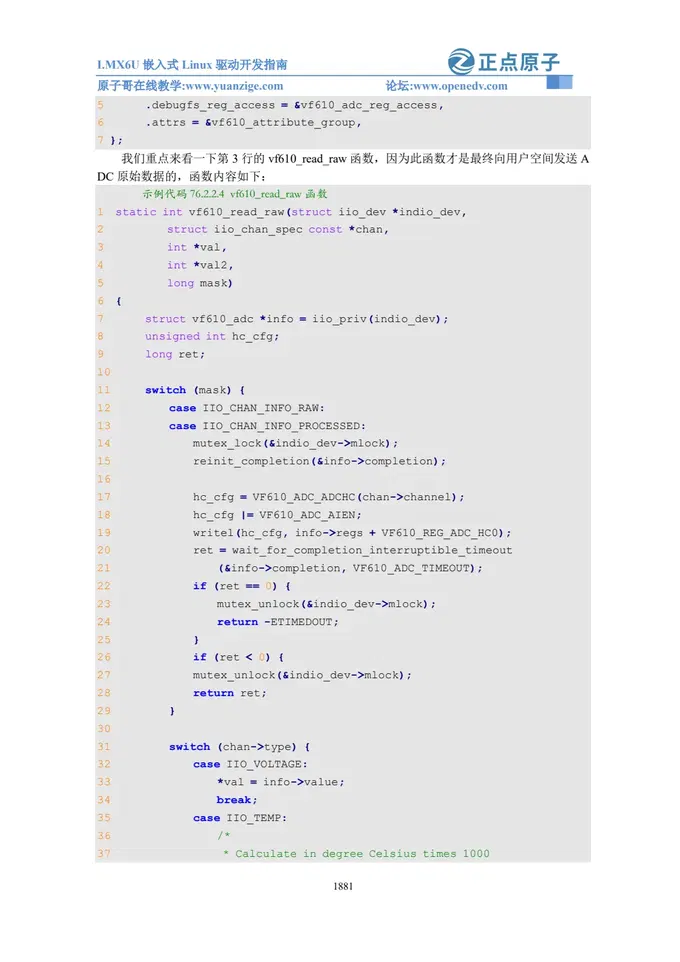 I.MX6U 嵌入式 Linux 驱动开发指南
正点原子
原子哥在线教学:www.yuanzige.com 论坛:www.openedv.com
5 .debugfs_reg_access = &vf610_adc_reg_access,
6 .attrs = &vf610_attribute_group,
7 };
我们重点来看一下第 3 行的 vf610_read_raw 函数，因为此函数才是最终向用户空间发送 A
DC 原始数据的，函数内容如下：
示例代码 76.2.2.4 vf610_read_raw 函数
1 static int vf610_read_raw(struct iio_dev *indio_dev,
2 struct iio_chan_spec const *chan,
3 int *val,
4 int *val2,
5 long mask)
6 {
7 struct vf610_adc *info = iio_priv(indio_dev);
8 unsigned int hc_cfg;
9 long ret;
10
11 switch (mask) {
12 case IIO_CHAN_INFO_RAW:
13 case IIO_CHAN_INFO_PROCESSED:
14 mutex_lock(&indio_dev->mlock);
15 reinit_completion(&info->completion);
16
17 hc_cfg = VF610_ADC_ADCHC(chan->channel);
18 hc_cfg |= VF610_ADC_AIEN;
19 writel(hc_cfg, info->regs + VF610_REG_ADC_HC0);
20 ret = wait_for_completion_interruptible_timeout
21 (&info->completion, VF610_ADC_TIMEOUT);
22 if (ret == 0) {
23 mutex_unlock(&indio_dev->mlock);
24 return -ETIMEDOUT;
25 }
26 if (ret < 0) {
27 mutex_unlock(&indio_dev->mlock);
28 return ret;
29 }
30
31 switch (chan->type) {
32 case IIO_VOLTAGE:
33 *val = info->value;
34 break;
35 case IIO_TEMP:
36 /*
37 * Calculate in degree Celsius times 1000
1881